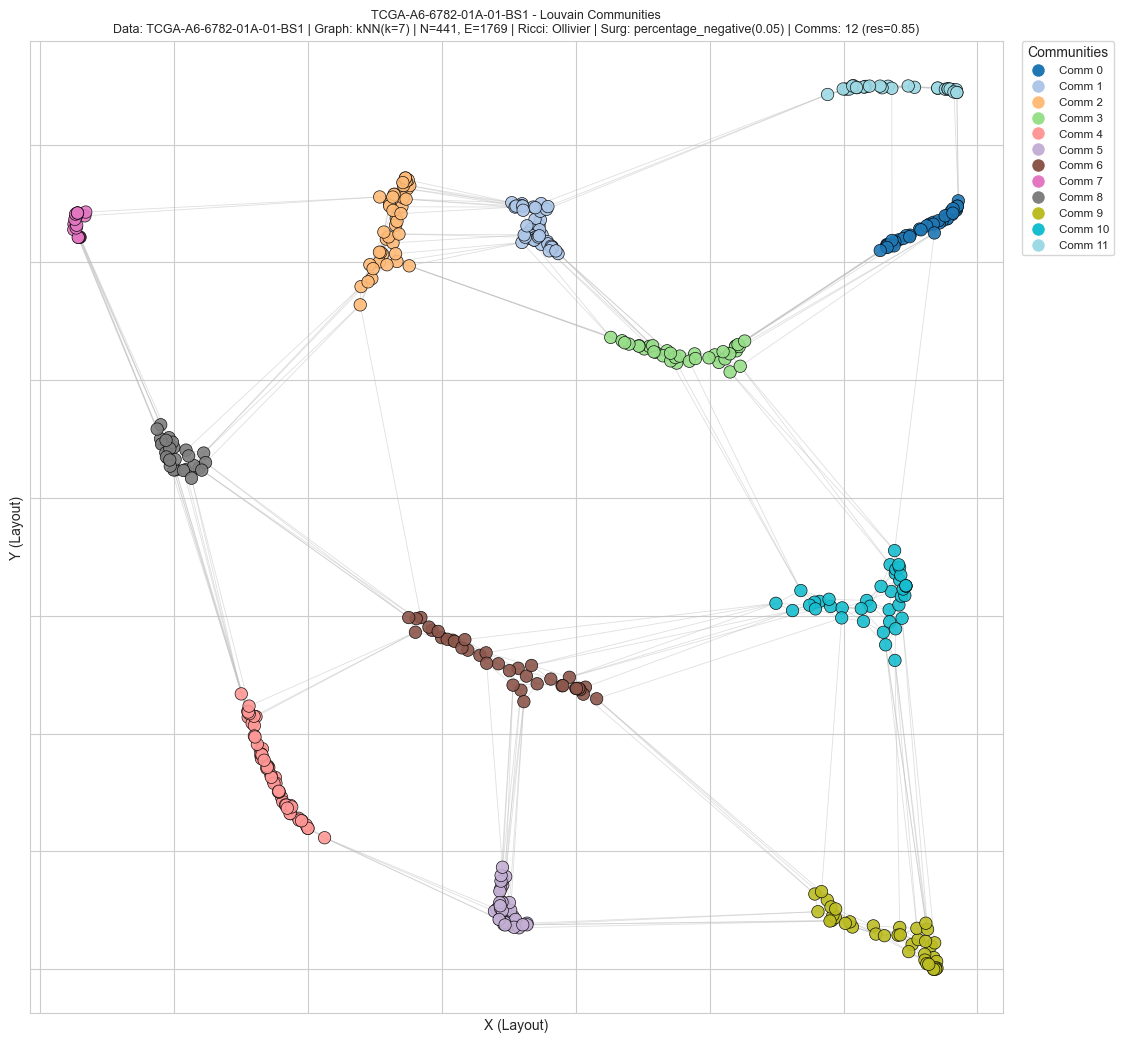 TCGA-A6-6782-01A-01-BS1 - Louvain Communities
Data: TCGA-A6-6782-01A-01-BS1 | Graph: kNN(k=7) | N=441, E=1769 | Ricci: Ollivier | Surg: percentage_negative(0.05) | Comms: 12 (res=0.85)
Communities
Comm 0
Comm 1
Comm 2
Comm 3
Comm 4
Comm 5
Comm 6
Comm 7
Comm 8
Comm 9
Comm 10
Comm 11
Y (Layout)
X (Layout)